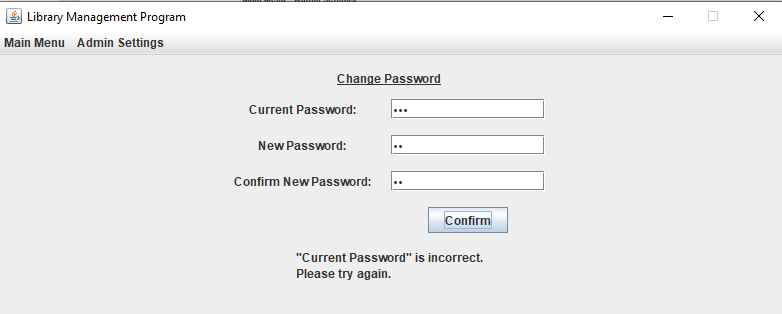 Library Management Program
Main Menu Admin Settings
Change Password
Current Password: •••
New Password: ••
Confirm New Password: ••
Confirm
"Current Password" is incorrect.
Please try again.